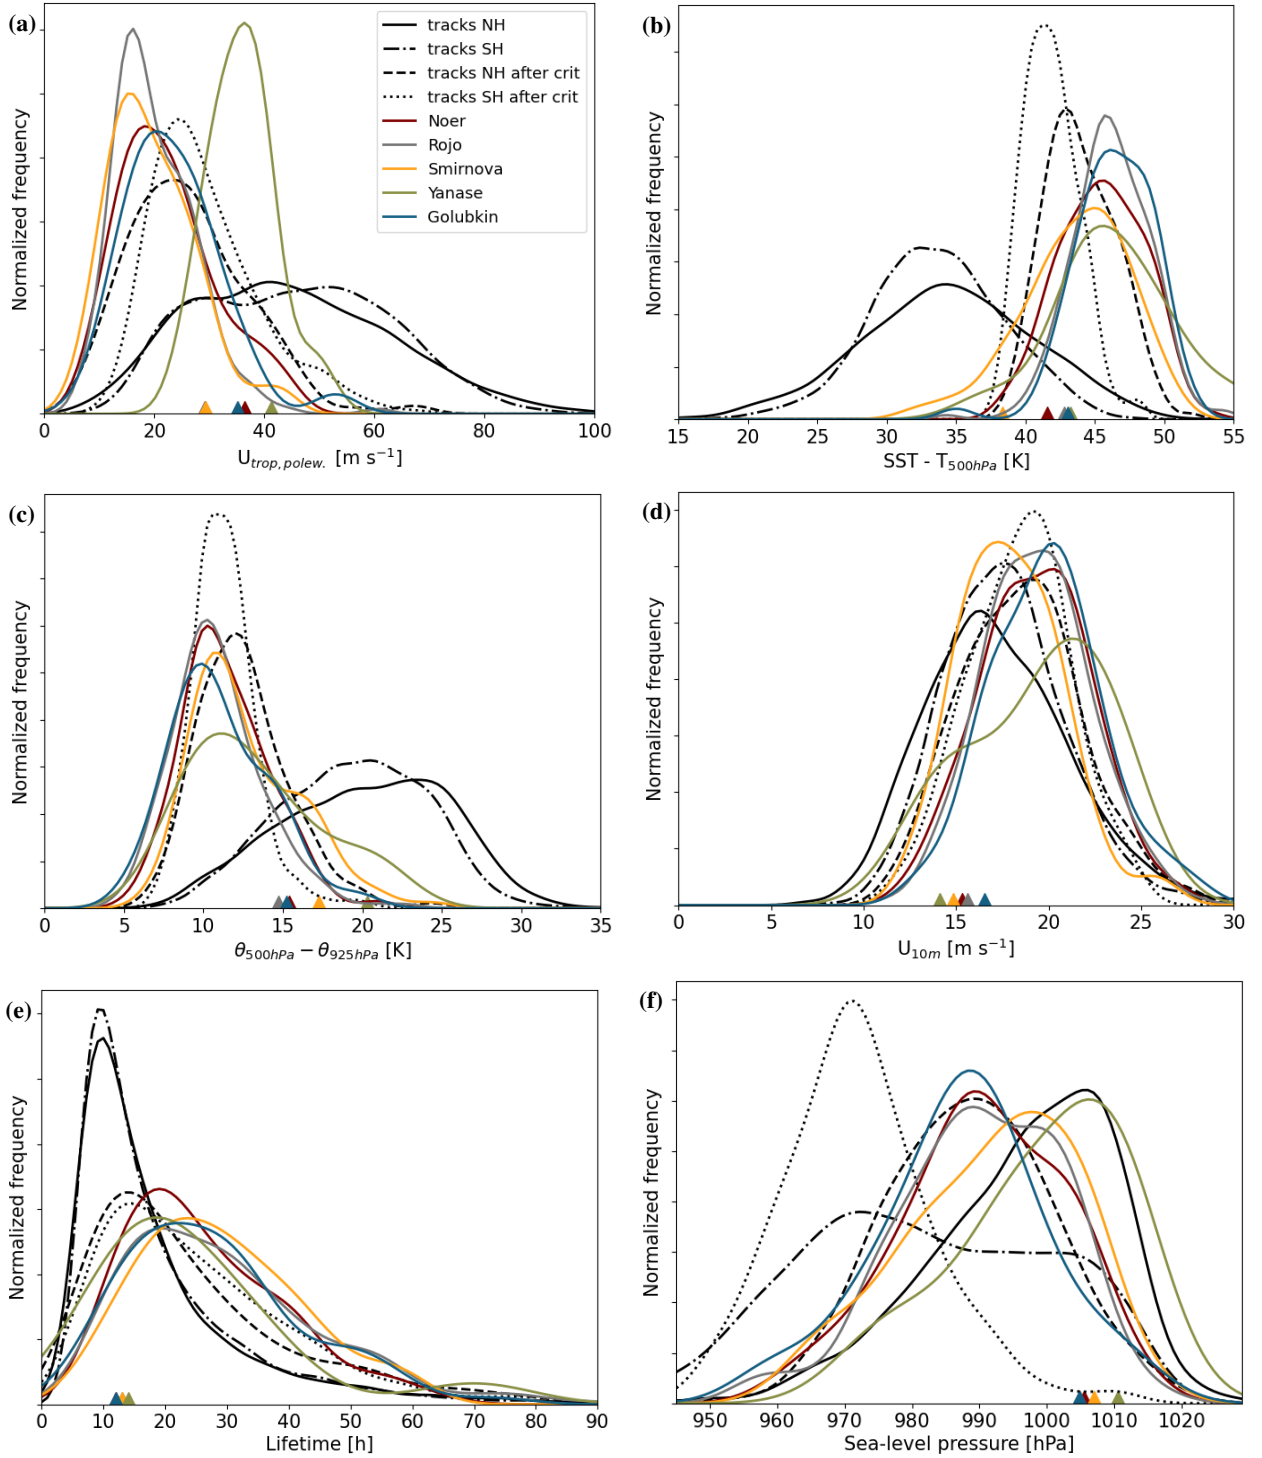 (a)
Normalized frequency
tracks NH
tracks SH
tracks NH after crit
tracks SH after crit
Noer
Rojo
Smirnova
Yanase
Golubkin
0 20 40 60 80 100
U_trop,polew. [m s⁻¹]
(b)
Normalized frequency
15 20 25 30 35 40 45 50 55
SST - T_500hPa [K]
(c)
Normalized frequency
0 5 10 15 20 25 30 35
θ_500hPa − θ_925hPa [K]
(d)
Normalized frequency
0 5 10 15 20 25 30
U_10m [m s⁻¹]
(e)
Normalized frequency
0 10 20 30 40 50 60 70 80 90
Lifetime [h]
(f)
Normalized frequency
950 960 970 980 990 1000 1010 1020
Sea-level pressure [hPa]